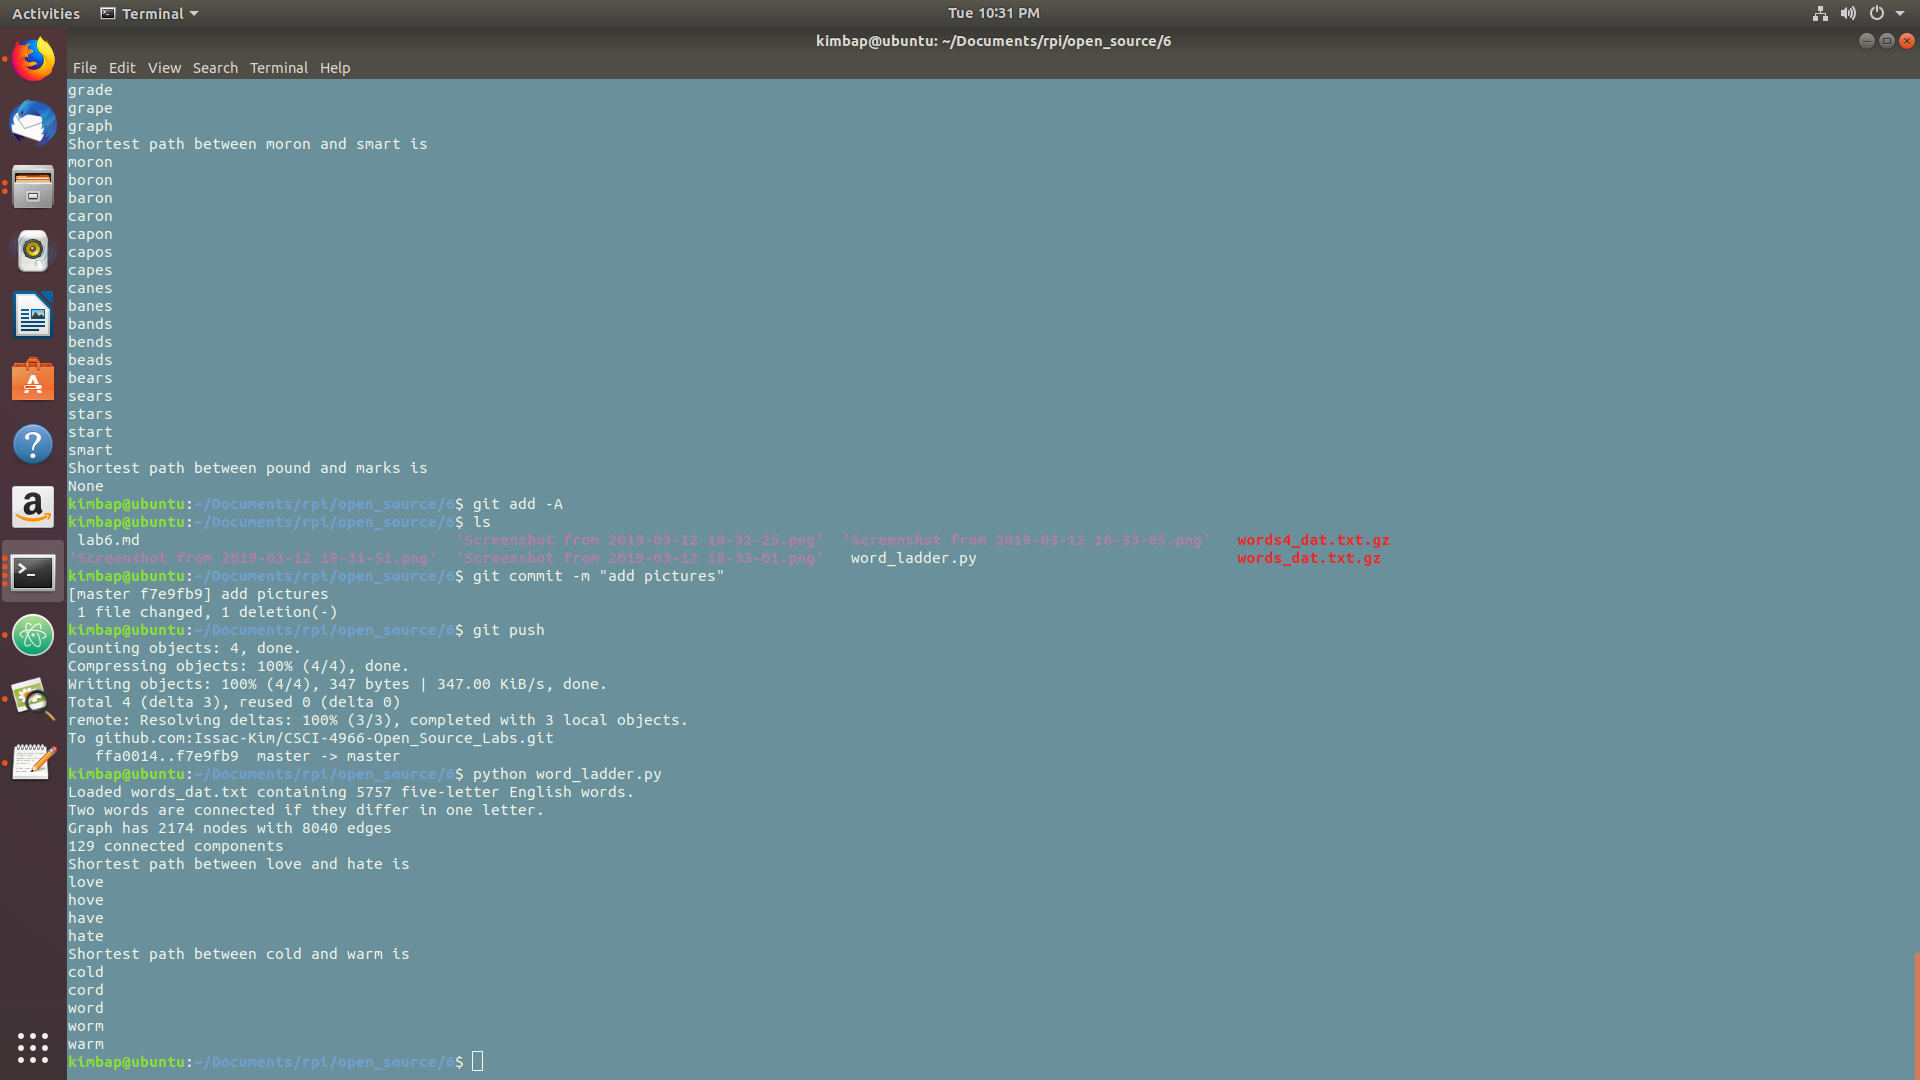 Activities Terminal Tue 10:31 PM
kimbap@ubuntu: ~/Documents/rpi/open_source/6
File Edit View Search Terminal Help
grade
grape
graph
Shortest path between moron and smart is
moron
boron
baron
caron
capon
capos
capes
canes
banes
bands
bends
beads
bears
sears
stars
start
smart
Shortest path between pound and marks is
None
kimbap@ubuntu:~/Documents/rpi/open_source/6$ git add -A
kimbap@ubuntu:~/Documents/rpi/open_source/6$ ls
lab6.md 'Screenshot from 2019-03-12 18-32-25.png' 'Screenshot from 2019-03-12 18-33-05.png' words4_dat.txt.gz
'Screenshot from 2019-03-12 18-31-51.png' 'Screenshot from 2019-03-12 18-33-01.png' word_ladder.py words_dat.txt.gz
kimbap@ubuntu:~/Documents/rpi/open_source/6$ git commit -m "add pictures"
[master f7e9fb9] add pictures
1 file changed, 1 deletion(-)
kimbap@ubuntu:~/Documents/rpi/open_source/6$ git push
Counting objects: 4, done.
Compressing objects: 100% (4/4), done.
Writing objects: 100% (4/4), 347 bytes | 347.00 KiB/s, done.
Total 4 (delta 3), reused 0 (delta 0)
remote: Resolving deltas: 100% (3/3), completed with 3 local objects.
To github.com:Issac-Kim/CSCI-4966-Open_Source_Labs.git
ffa0014..f7e9fb9 master -> master
kimbap@ubuntu:~/Documents/rpi/open_source/6$ python word_ladder.py
Loaded words_dat.txt containing 5757 five-letter English words.
Two words are connected if they differ in one letter.
Graph has 2174 nodes with 8040 edges
129 connected components
Shortest path between love and hate is
love
hove
have
hate
Shortest path between cold and warm is
cold
cord
word
worm
warm
kimbap@ubuntu:~/Documents/rpi/open_source/6$